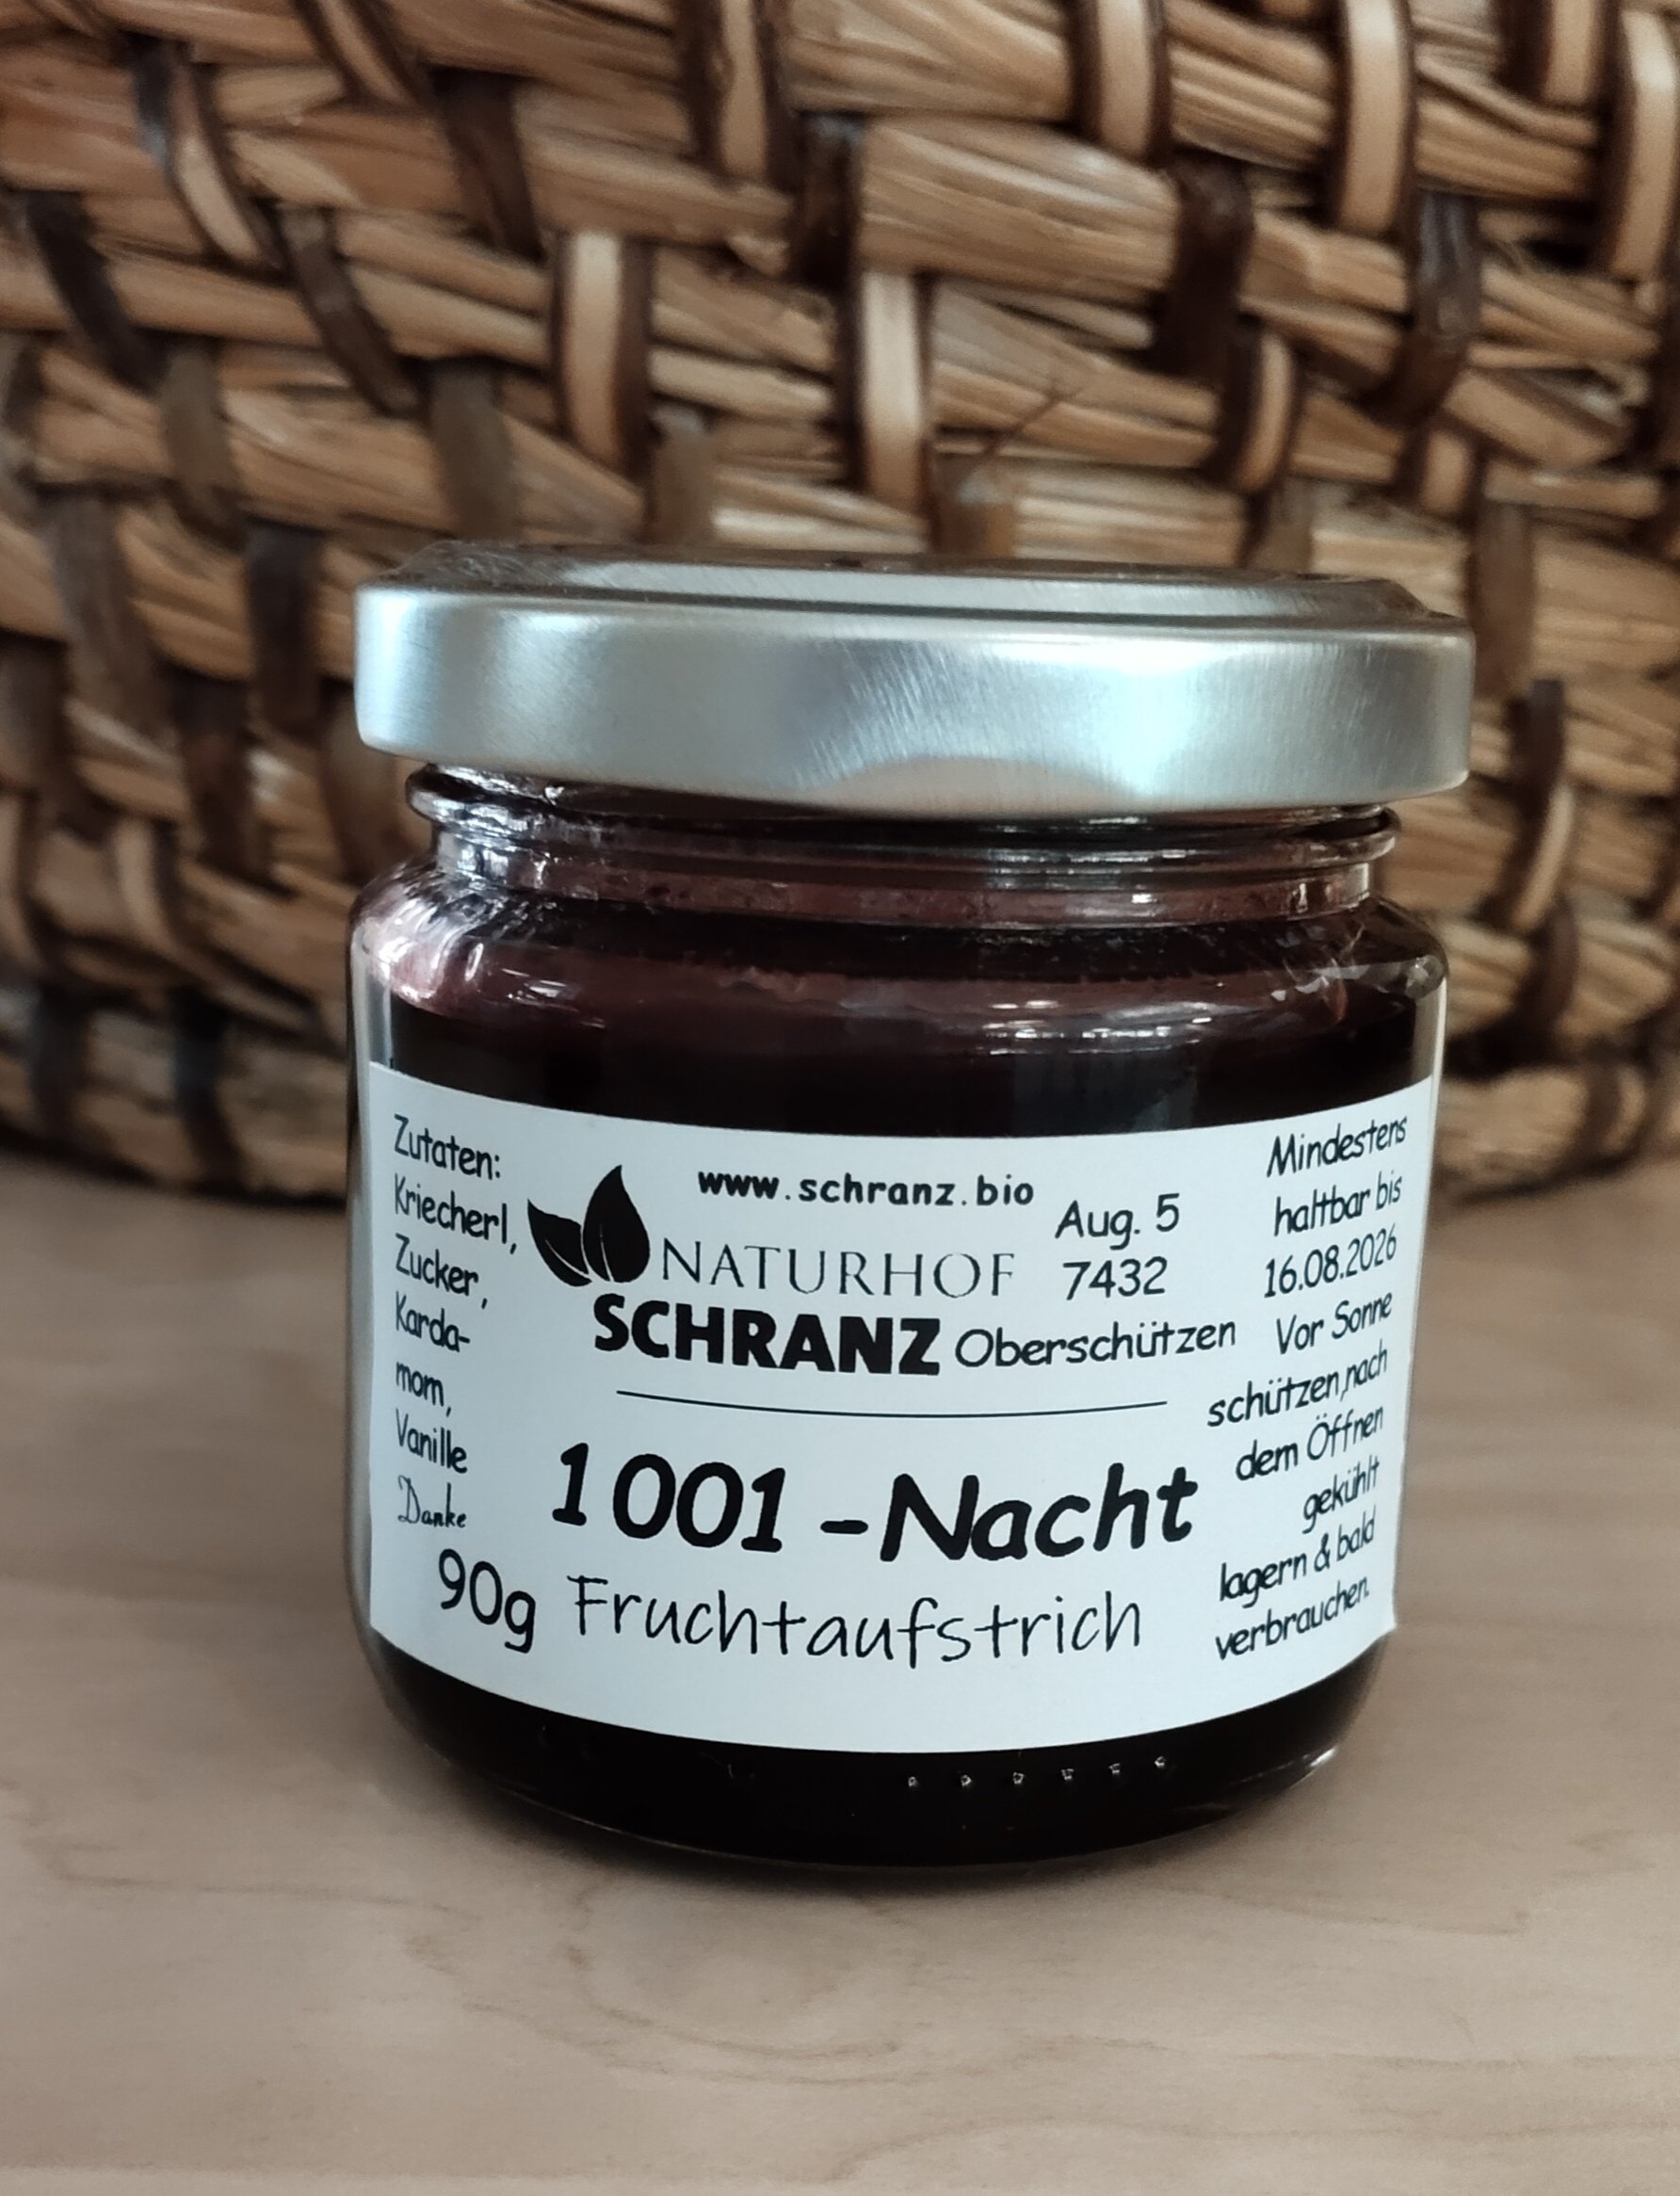 Zutaten:
Kriecherl,
Zucker,
Karda-
mom,
Vanille
Danke
90g
www.schranz.bio
NATURHOF
SCHRANZ
Aug. 5
7432
Oberschützen
1001-Nacht
Fruchtaufstrich
Mindestens
haltbar bis
16.08.2026
Vor Sonne
schützen,nach
dem Öffnen
gekühlt
lagern & bald
verbrauchen.